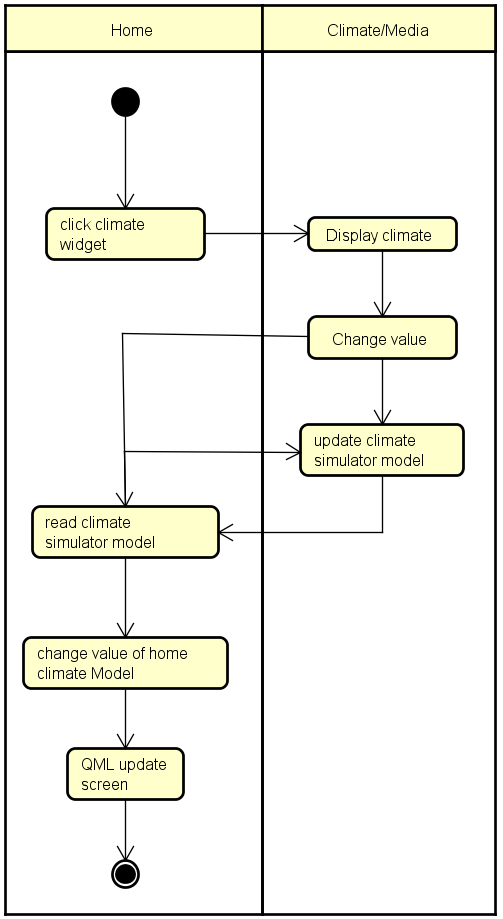 Home
Climate/Media
click climate
widget
Display climate
Change value
update climate
simulator model
read climate
simulator model
change value of home
climate Model
QML update
screen